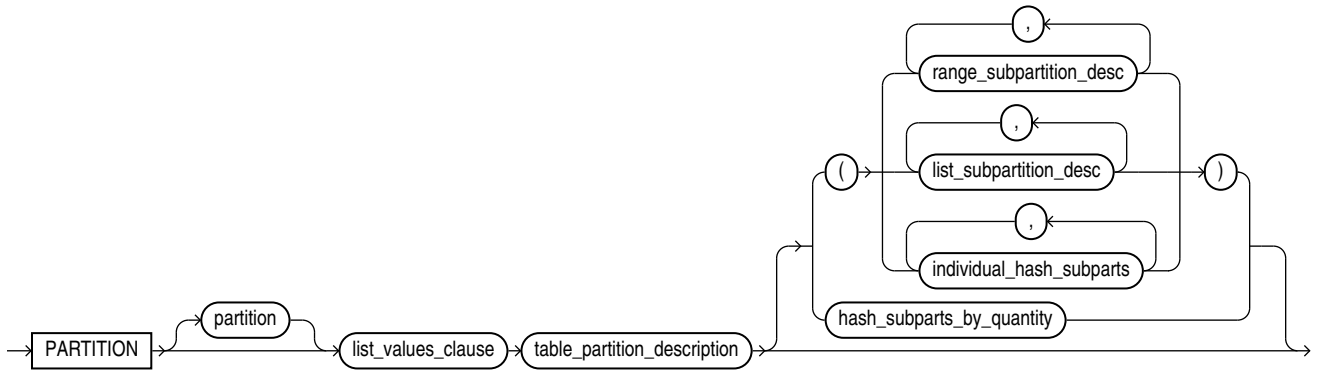 ,
range_subpartition_desc
,
( list_subpartition_desc )
,
individual_hash_subparts
partition hash_subparts_by_quantity
PARTITION list_values_clause table_partition_description